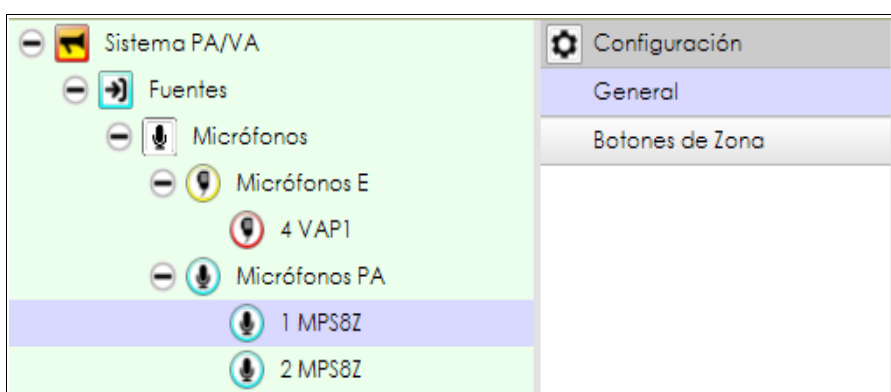 Sistema PA/VA
Fuentes
Micrófonos
Micrófonos E
4 VAP1
Micrófonos PA
1 MPS8Z
2 MPS8Z
Configuración
General
Botones de Zona